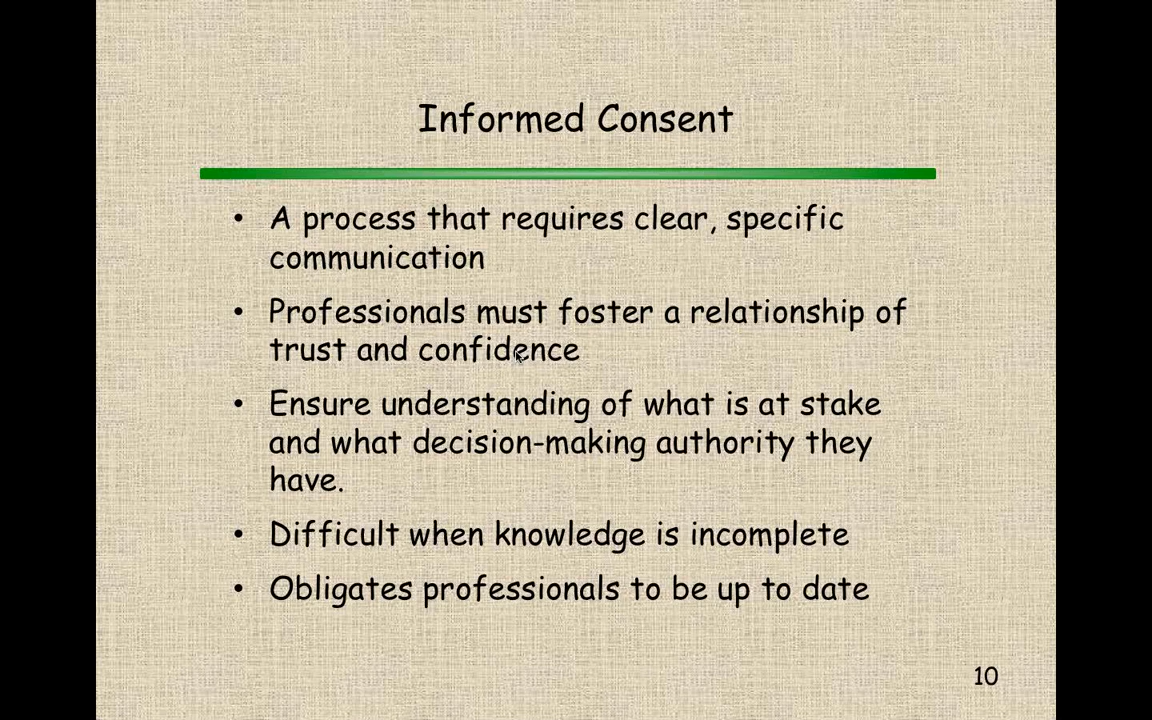 Informed Consent
• A process that requires clear, specific
communication
• Professionals must foster a relationship of
trust and confidence
• Ensure understanding of what is at stake
and what decision-making authority they
have.
• Difficult when knowledge is incomplete
• Obligates professionals to be up to date
10